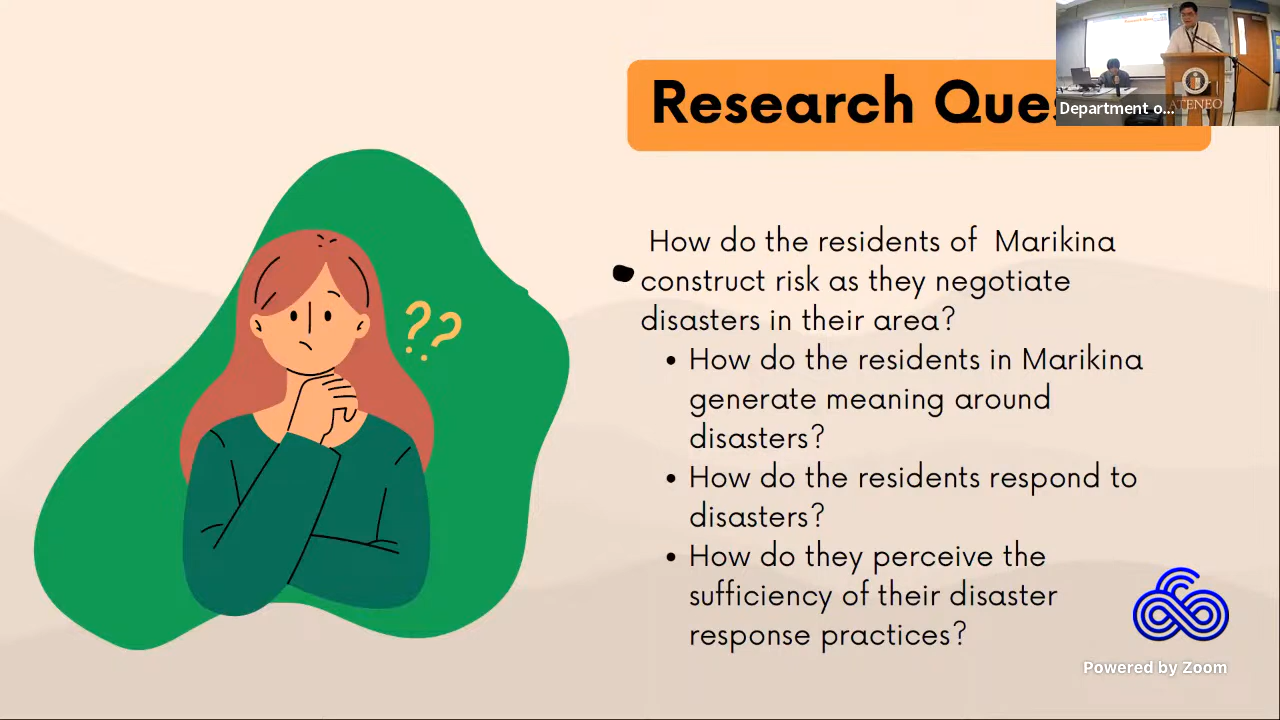 Research Ques
Department o...
ATENEO
How do the residents of Marikina
construct risk as they negotiate
disasters in their area?
• How do the residents in Marikina
generate meaning around
disasters?
• How do the residents respond to
disasters?
• How do they perceive the
sufficiency of their disaster
response practices?
??
Powered by Zoom